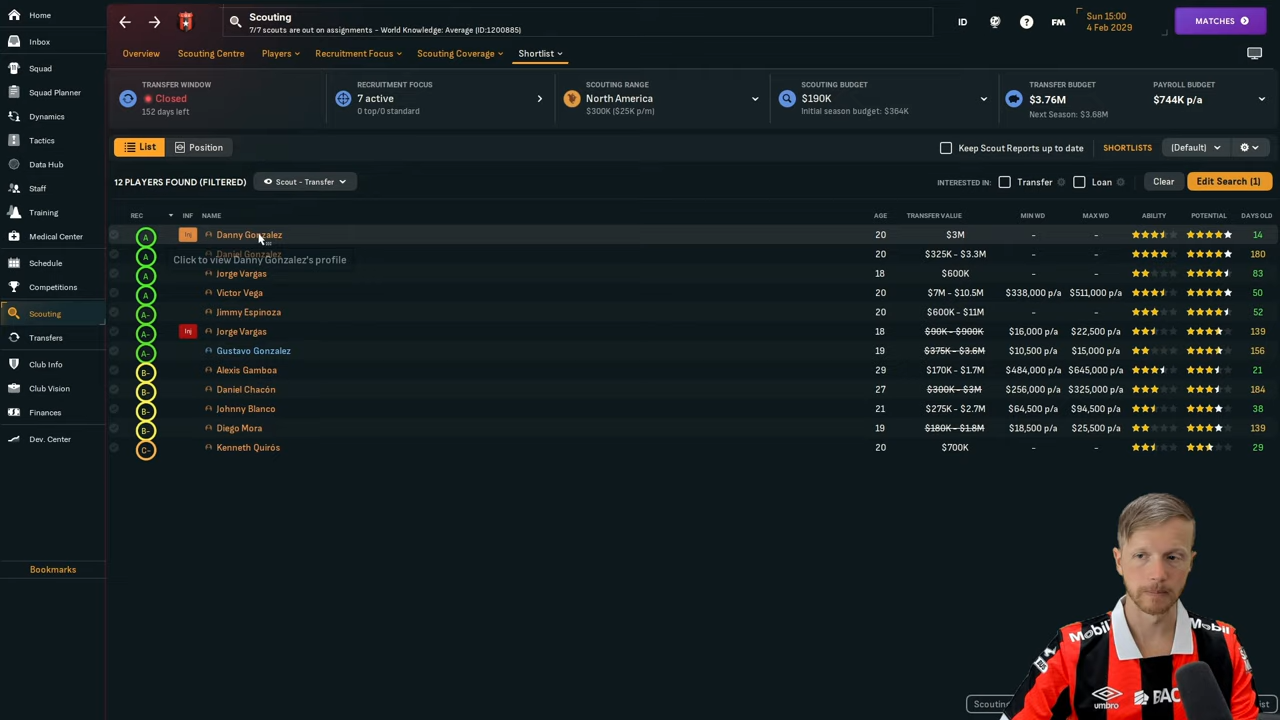 Home
Inbox
Squad
Squad Planner
Dynamics
Tactics
Data Hub
Staff
Training
Medical Center
Schedule
Competitions
Scouting
Transfers
Club Info
Club Vision
Finances
Dev. Center
Bookmarks
Scouting
7/7 scouts are out on assignments - World Knowledge: Average (ID:1200885)
ID
FM
Sun 15:00
4 Feb 2029
MATCHES
Overview
Scouting Centre
Players
Recruitment Focus
Scouting Coverage
Shortlist
TRANSFER WINDOW
Closed
152 days left
RECRUITMENT FOCUS
7 active
0 top/0 standard
SCOUTING RANGE
North America
$300K ($25K p/m)
SCOUTING BUDGET
$190K
Initial season budget: $364K
TRANSFER BUDGET
$3.76M
Next Season: $3.68M
PAYROLL BUDGET
$744K p/a
List
Position
Keep Scout Reports up to date
SHORTLISTS
(Default)
12 PLAYERS FOUND (FILTERED)
Scout - Transfer
INTERESTED IN:
Transfer
Loan
Clear
Edit Search (1)
REC INF NAME AGE TRANSFER VALUE MIN WD MAX WD ABILITY POTENTIAL DAYS OLD
A Inj Danny Gonzalez 20 $3M - - 14
A Daniel Gonzalez 20 $325K - $3.3M - - 180
Click to view Danny Gonzalez's profile
A Jorge Vargas 18 $600K - - 83
A Victor Vega 20 $7M - $10.5M $338,000 p/a $511,000 p/a 50
A- Jimmy Espinoza 20 $600K - $11M - - 52
A- Inj Jorge Vargas 18 $90K - $900K $16,000 p/a $22,500 p/a 139
A- Gustavo Gonzalez 19 $375K - $3.6M $10,500 p/a $15,000 p/a 156
B- Alexis Gamboa 29 $170K - $1.7M $484,000 p/a $645,000 p/a 21
B- Daniel Chacón 27 $300K - $3M $256,000 p/a $325,000 p/a 184
B- Johnny Blanco 21 $275K - $2.7M $64,500 p/a $94,500 p/a 38
B- Diego Mora 19 $180K - $1.8M $18,500 p/a $25,500 p/a 139
C- Kenneth Quirós 20 $700K - - 29
Mobil
Mobil
umbro
BAC